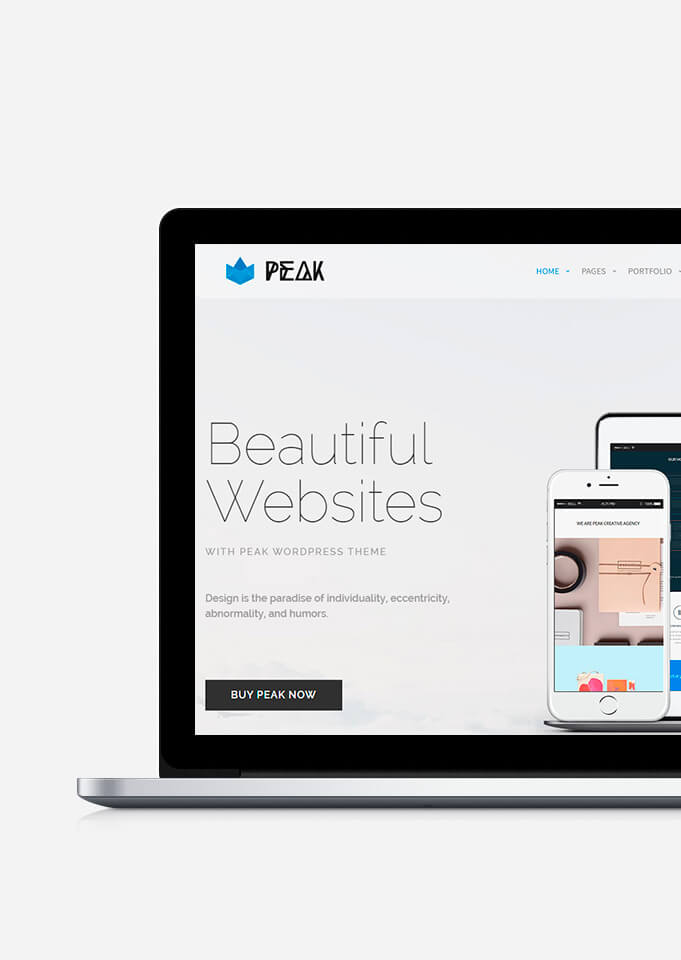 PEAK
HOME PAGES PORTFOLIO
Beautiful
Websites
WITH PEAK WORDPRESS THEME
Design is the paradise of individuality, eccentricity,
abnormality, and humors.
BUY PEAK NOW
WE ARE PEAK CREATIVE AGENCY